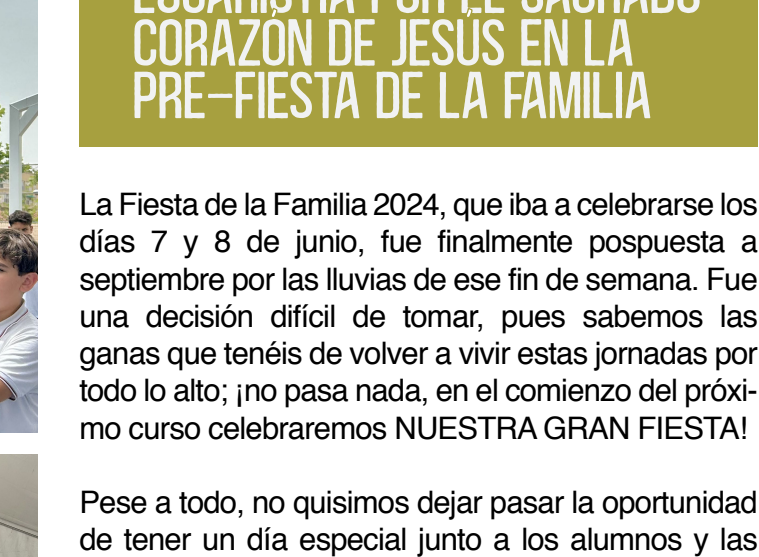 EUCARISTÍA POR EL SAGRADO
CORAZÓN DE JESÚS EN LA
PRE–FIESTA DE LA FAMILIA
La Fiesta de la Familia 2024, que iba a celebrarse los
días 7 y 8 de junio, fue finalmente pospuesta a
septiembre por las lluvias de ese fin de semana. Fue
una decisión difícil de tomar, pues sabemos las
ganas que tenéis de volver a vivir estas jornadas por
todo lo alto; ¡no pasa nada, en el comienzo del próxi-
mo curso celebraremos NUESTRA GRAN FIESTA!
Pese a todo, no quisimos dejar pasar la oportunidad
de tener un día especial junto a los alumnos y las